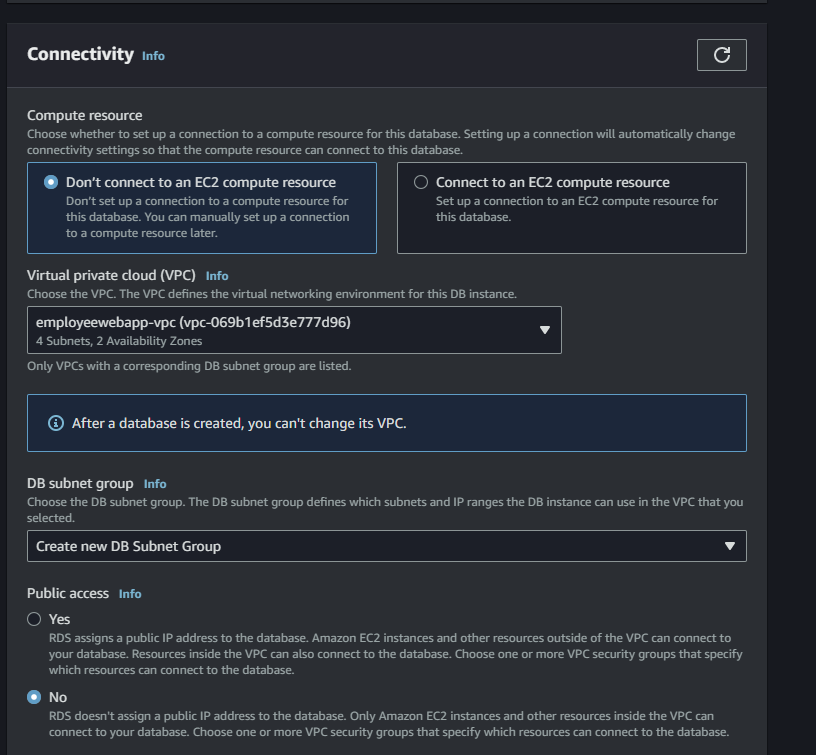 Connectivity Info
Compute resource
Choose whether to set up a connection to a compute resource for this database. Setting up a connection will automatically change
connectivity settings so that the compute resource can connect to this database.
Don't connect to an EC2 compute resource
Don't set up a connection to a compute resource for
this database. You can manually set up a connection
to a compute resource later.
Connect to an EC2 compute resource
Set up a connection to an EC2 compute resource for
this database.
Virtual private cloud (VPC) Info
Choose the VPC. The VPC defines the virtual networking environment for this DB instance.
employeewebapp-vpc (vpc-069b1ef5d3e777d96)
4 Subnets, 2 Availability Zones
Only VPCs with a corresponding DB subnet group are listed.
After a database is created, you can't change its VPC.
DB subnet group Info
Choose the DB subnet group. The DB subnet group defines which subnets and IP ranges the DB instance can use in the VPC that you
selected.
Create new DB Subnet Group
Public access Info
Yes
RDS assigns a public IP address to the database. Amazon EC2 instances and other resources outside of the VPC can connect to
your database. Resources inside the VPC can also connect to the database. Choose one or more VPC security groups that specify
which resources can connect to the database.
No
RDS doesn't assign a public IP address to the database. Only Amazon EC2 instances and other resources inside the VPC can
connect to your database. Choose one or more VPC security groups that specify which resources can connect to the database.